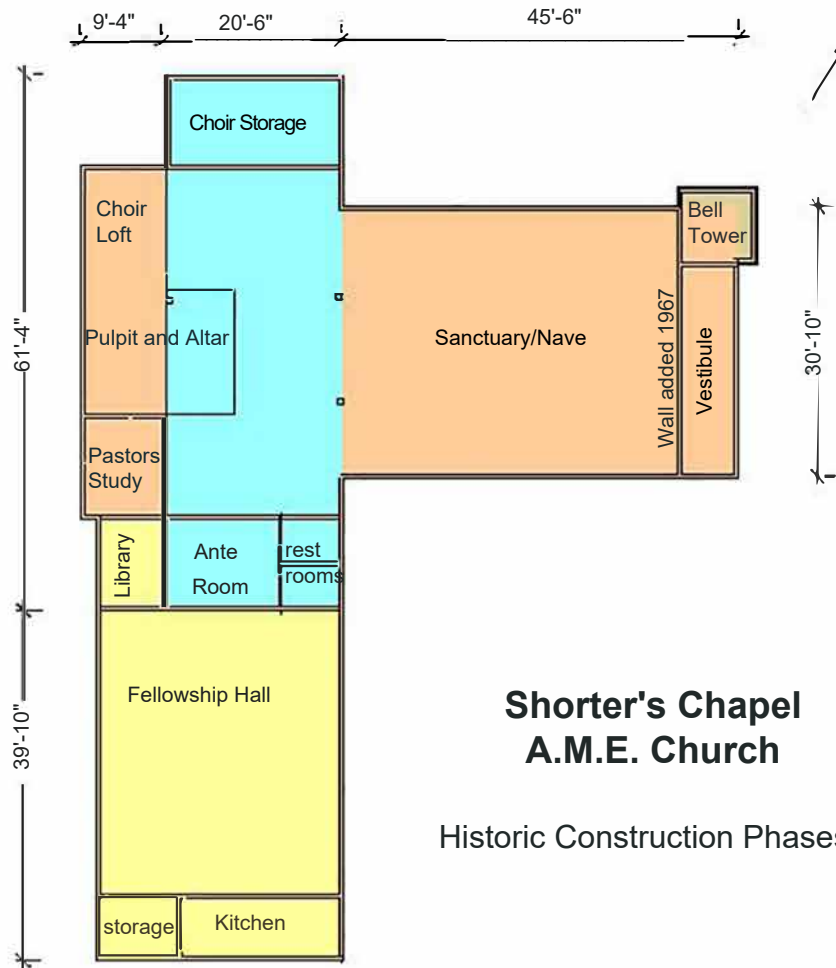 9'-4"
20'-6"
45'-6"
Choir Storage
Choir
Loft
Bell
Tower
61'-4"
Pulpit and Altar
Sanctuary/Nave
Wall added 1967
Vestibule
30'-10"
Pastors
Study
Library
Ante
Room
rest
rooms
Fellowship Hall
39'-10"
Shorter's Chapel
A.M.E. Church
Historic Construction Phases
storage
Kitchen